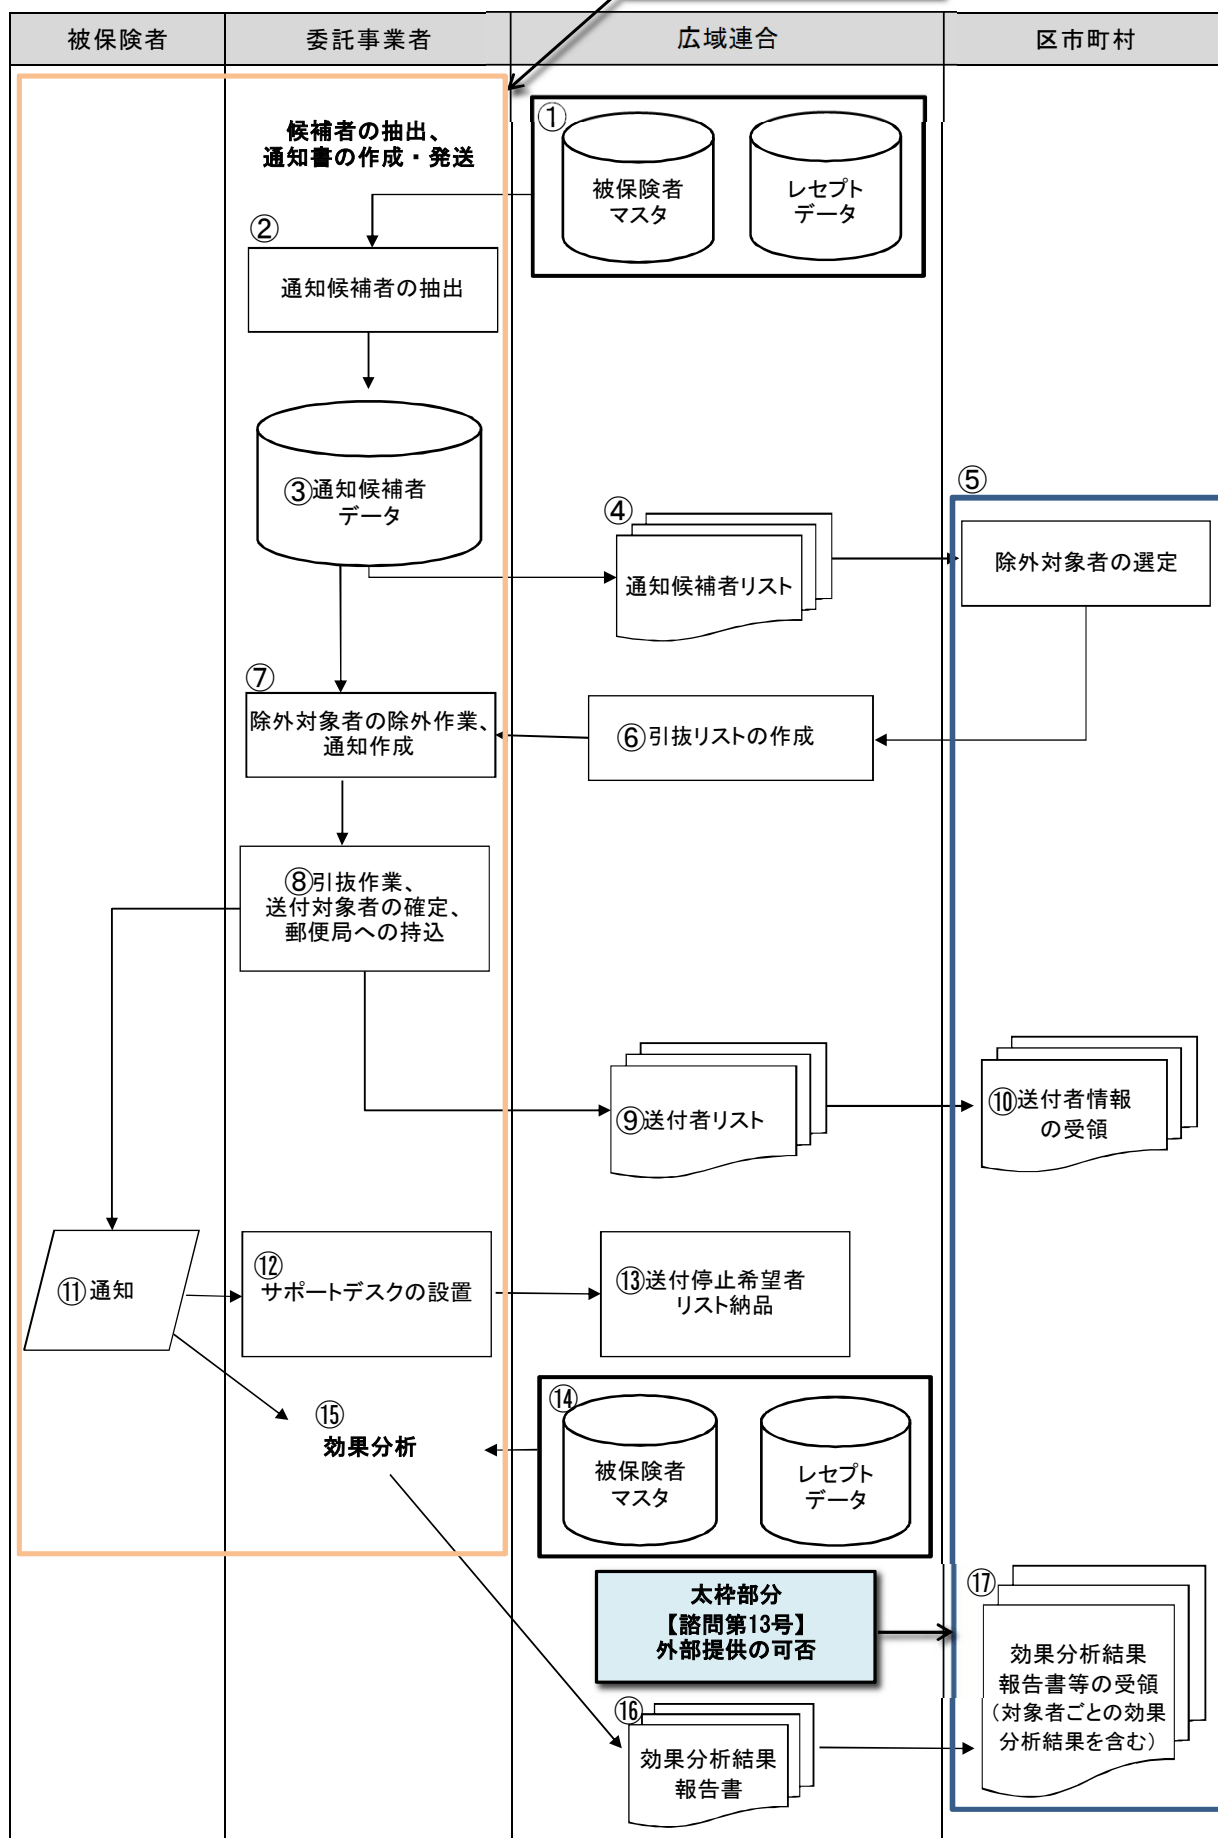 被保険者
委託事業者
広域連合
区市町村
候補者の抽出、
通知書の作成・発送
①
被保険者
マスタ
レセプト
データ
②
通知候補者の抽出
③通知候補者
データ
④
通知候補者リスト
⑤
除外対象者の選定
⑥引抜リストの作成
⑦
除外対象者の除外作業、
通知作成
⑧引抜作業、
送付対象者の確定、
郵便局への持込
⑨送付者リスト
⑩送付者情報
の受領
⑪通知
⑫
サポートデスクの設置
⑬送付停止希望者
リスト納品
⑭
被保険者
マスタ
レセプト
データ
⑮
効果分析
太枠部分
【諮問第13号】
外部提供の可否
⑯
効果分析結果
報告書
⑰
効果分析結果
報告書等の受領
(対象者ごとの効果
分析結果を含む)